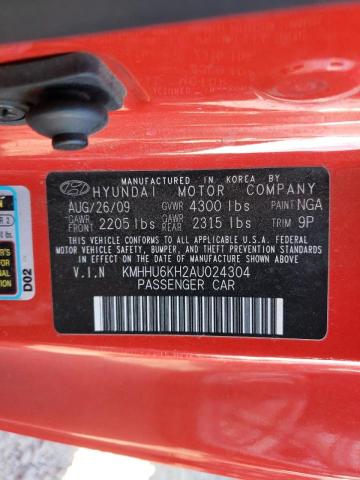 MANUFACTURED IN KOREA BY
HYUNDAI MOTOR COMPANY
AUG/26/09 GVWR 4300 lbs PAINT NGA
GAWR FRONT 2205 lbs GAWR REAR 2315 lbs TRIM 9P
THIS VEHICLE CONFORMS TO ALL APPLICABLE U.S.A. FEDERAL
MOTOR VEHICLE SAFETY, BUMPER, AND THEFT PREVENTION STANDARDS
IN EFFECT ON THE DATE OF MANUFACTURE SHOWN ABOVE.
V.I.N KMHHU6KH2AU024304
PASSENGER CAR
D02